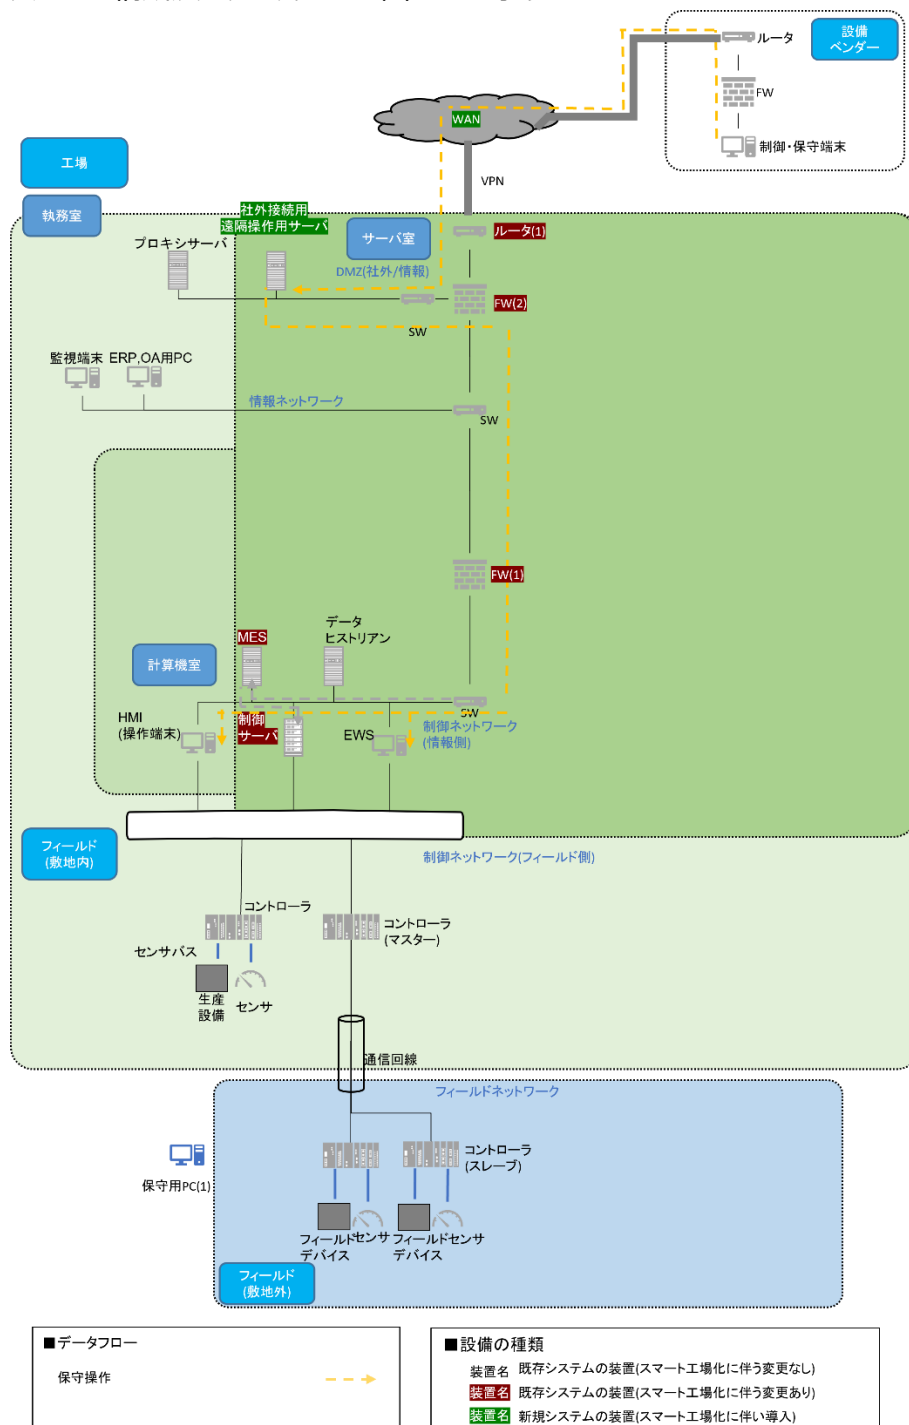 設備
ベンダー
ルータ
FW
制御・保守端末
WAN
VPN
工場
執務室
社外接続用
遠隔操作用サーバ
サーバ室
ルータ(1)
プロキシサーバ
DMZ(社外/情報)
FW(2)
SW
監視端末
ERP,OA用PC
情報ネットワーク
SW
FW(1)
データ
ヒストリアン
MES
計算機室
HMI
(操作端末)
制御
サーバ
EWS
SW
制御ネットワーク
(情報側)
フィールド
(敷地内)
制御ネットワーク(フィールド側)
コントローラ
コントローラ
(マスター)
センサバス
生産
設備
センサ
通信回線
フィールドネットワーク
コントローラ
(スレーブ)
保守用PC(1)
フィールド
デバイス
センサ
フィールド
デバイス
センサ
フィールド
(敷地外)
■データフロー
保守操作
■設備の種類
装置名 既存システムの装置(スマート工場化に伴う変更なし)
装置名 既存システムの装置(スマート工場化に伴う変更あり)
装置名 新規システムの装置(スマート工場化に伴い導入)